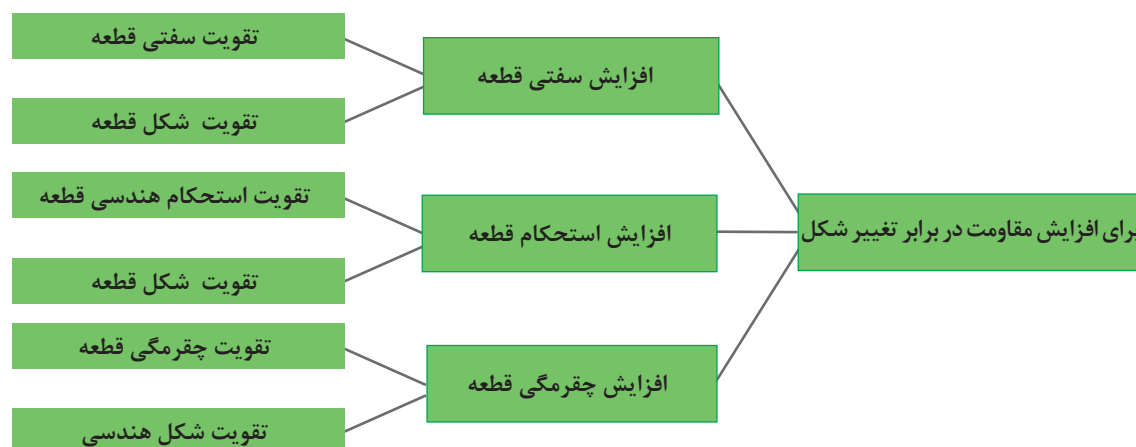 برای افزایش مقاومت در برابر تغییر شکل
افزایش سفتی قطعه
تقویت سفتی قطعه
تقویت شکل قطعه
افزایش استحکام قطعه
تقویت استحکام هندسی قطعه
تقویت شکل قطعه
افزایش چقرمگی قطعه
تقویت چقرمگی قطعه
تقویت شکل هندسی